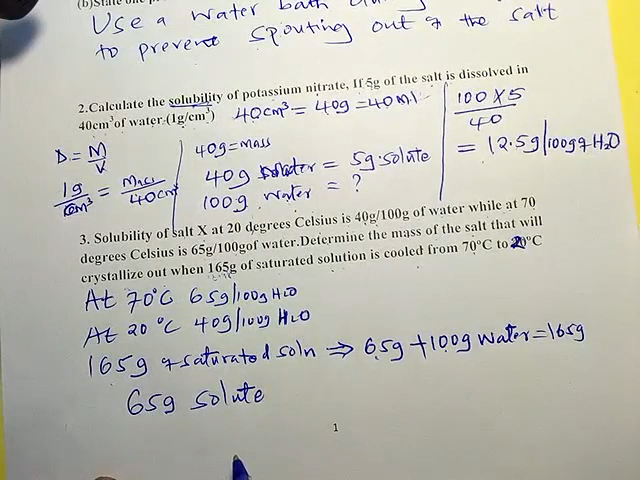 (b)State one
Use a water bath
to prevent spouting out of the salt
2.Calculate the solubility of potassium nitrate, If 5g of the salt is dissolved in
40cm³of water.(1g/cm³)
40cm³ = 40g = 40ml
D = M/V
1g/cm³ = Mass/40cm³
40g = mass
40g water = 5g solute
100g water = ?
100 X 5
40
= 12.5g/100g of H2O
3. Solubility of salt X at 20 degrees Celsius is 40g/100g of water while at 70
degrees Celsius is 65g/100gof water.Determine the mass of the salt that will
crystallize out when 165g of saturated solution is cooled from 70°C to 20°C
At 70°C 65g/100g H2O
At 20°C 40g/100g H2O
165g of saturated soln ⇒ 65g + 100g water = 165g
65g solute
1